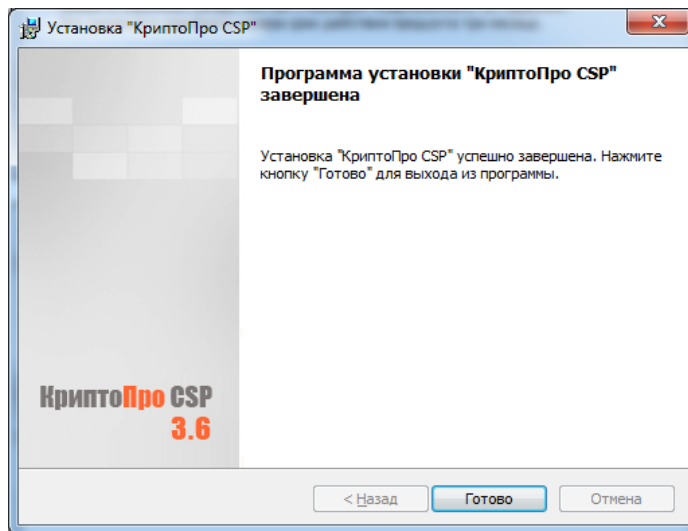 Установка "КриптоПро CSP"
Программа установки "КриптоПро CSP"
завершена
Установка "КриптоПро CSP" успешно завершена. Нажмите
кнопку "Готово" для выхода из программы.
КриптоПро CSP
3.6
< Назад
Готово
Отмена